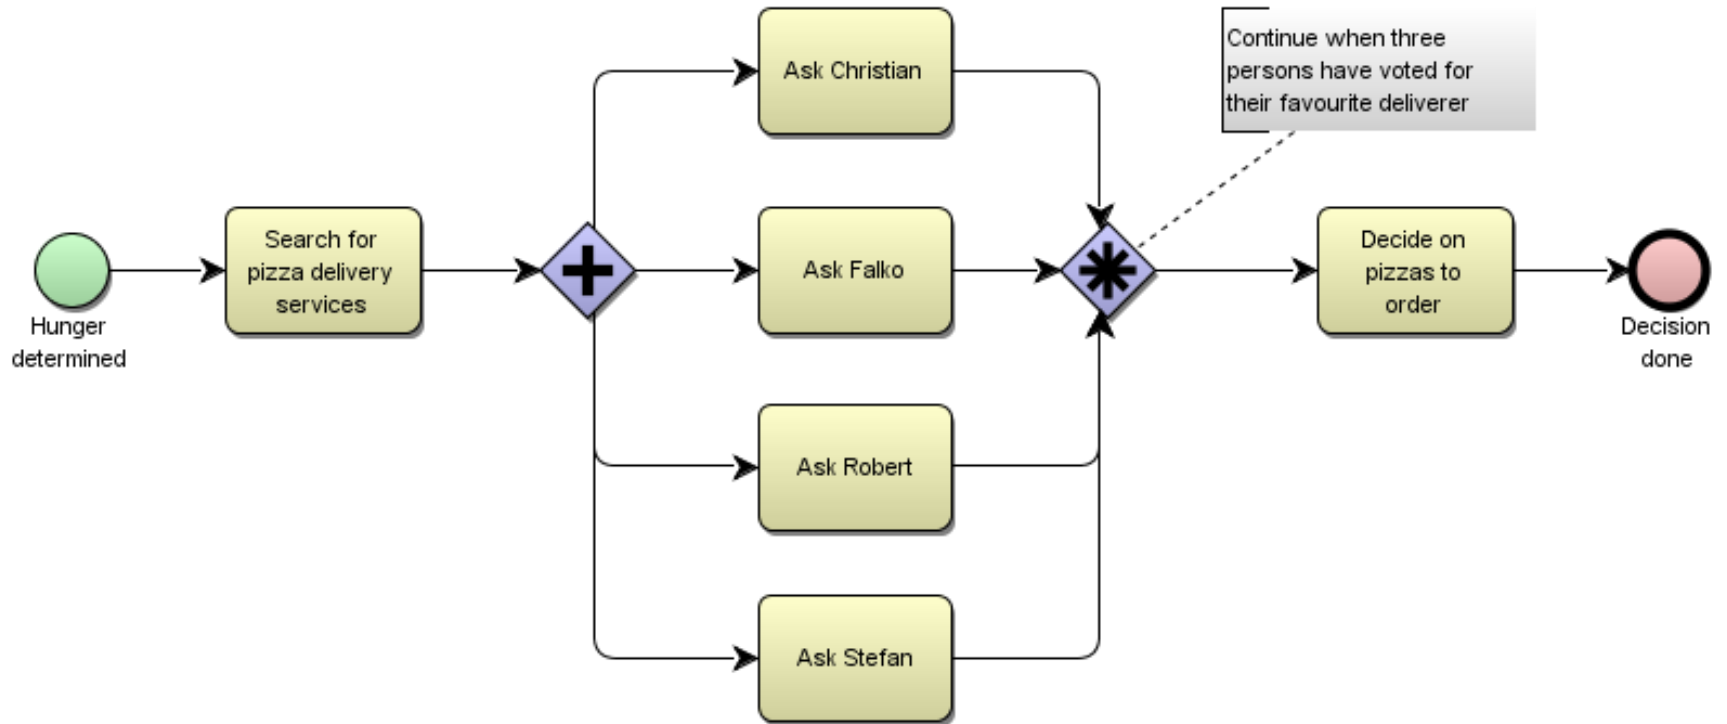 Hunger
determined
Search for
pizza delivery
services
Ask Christian
Ask Falko
Ask Robert
Ask Stefan
Continue when three
persons have voted for
their favourite deliverer
Decide on
pizzas to
order
Decision
done